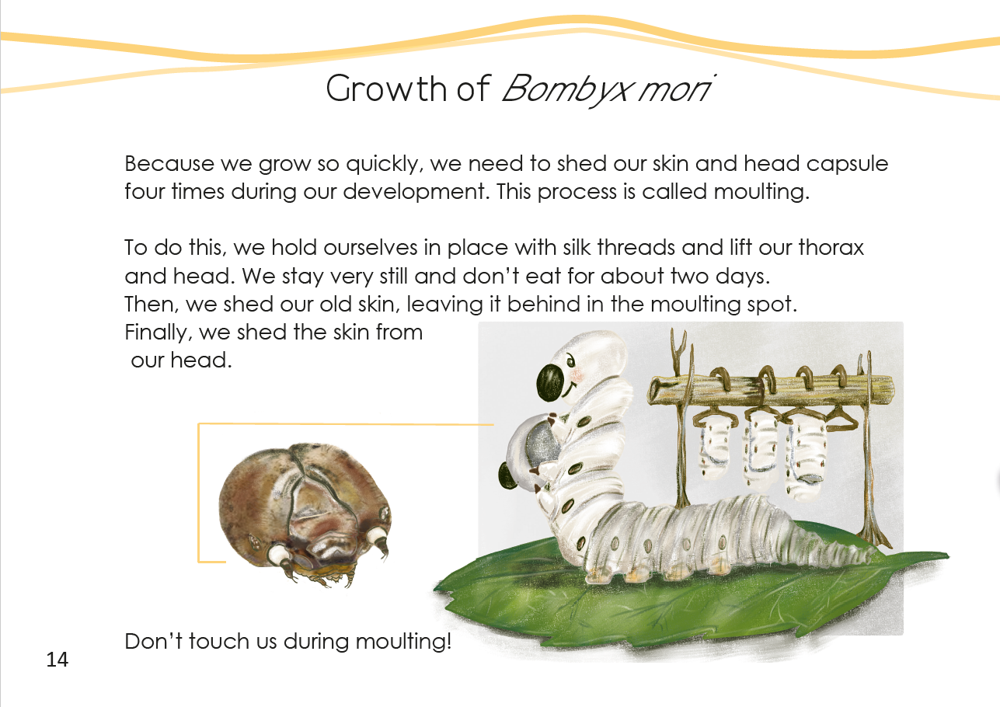 Growth of Bombyx mori
Because we grow so quickly, we need to shed our skin and head capsule
four times during our development. This process is called moulting.
To do this, we hold ourselves in place with silk threads and lift our thorax
and head. We stay very still and don't eat for about two days.
Then, we shed our old skin, leaving it behind in the moulting spot.
Finally, we shed the skin from
our head.
Don't touch us during moulting!
14